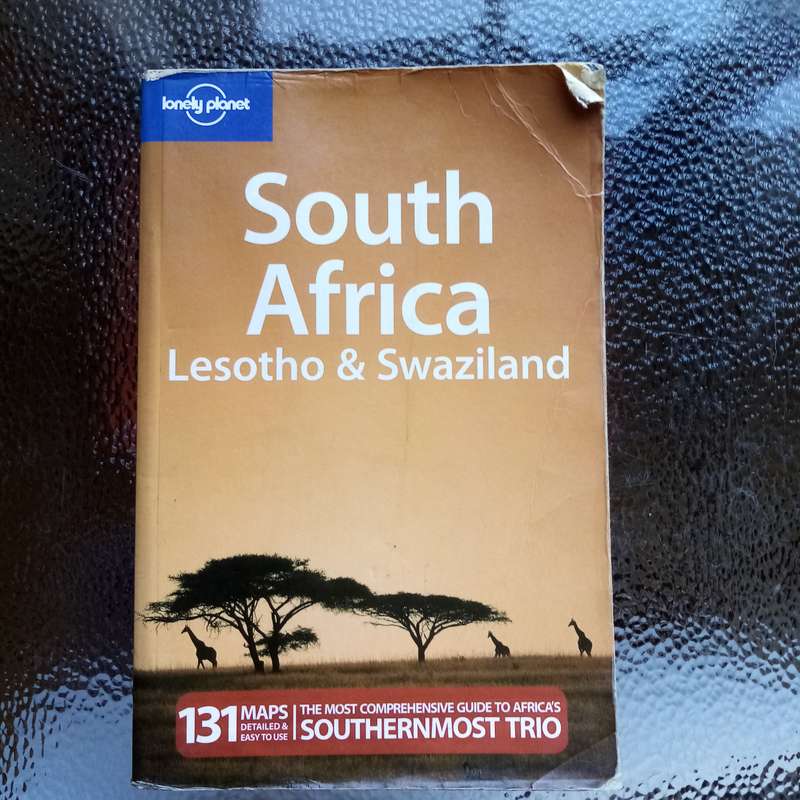 lonely planet
South
Africa
Lesotho & Swaziland
131 MAPS
DETAILED &
EASY TO USE
THE MOST COMPREHENSIVE GUIDE TO AFRICA'S
SOUTHERNMOST TRIO